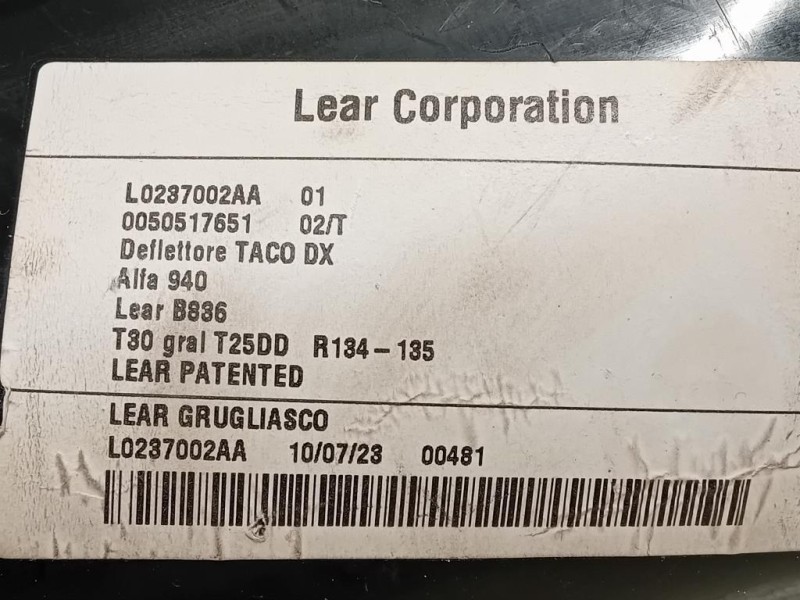 Lear Corporation
L0237002AA 01
0050517651 02/T
Deflettore TACO DX
Alfa 940
Lear B836
T30 gral T25DD R134-135
LEAR PATENTED
LEAR GRUGLIASCO
L0237002AA 10/07/23 00481